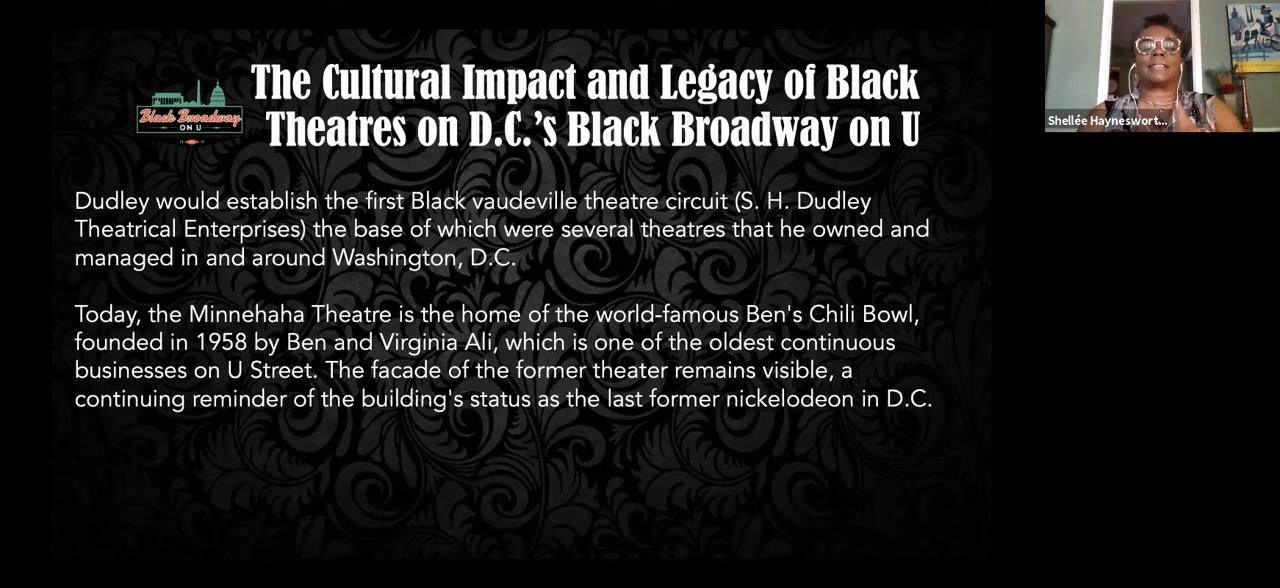 The Cultural Impact and Legacy of Black
Theatres on D.C.'s Black Broadway on U
Black Broadway
ON U
Dudley would establish the first Black vaudeville theatre circuit (S. H. Dudley
Theatrical Enterprises) the base of which were several theatres that he owned and
managed in and around Washington, D.C.
Today, the Minnehaha Theatre is the home of the world-famous Ben's Chili Bowl,
founded in 1958 by Ben and Virginia Ali, which is one of the oldest continuous
businesses on U Street. The facade of the former theater remains visible, a
continuing reminder of the building's status as the last former nickelodeon in D.C.
Shellée Hayneswort...